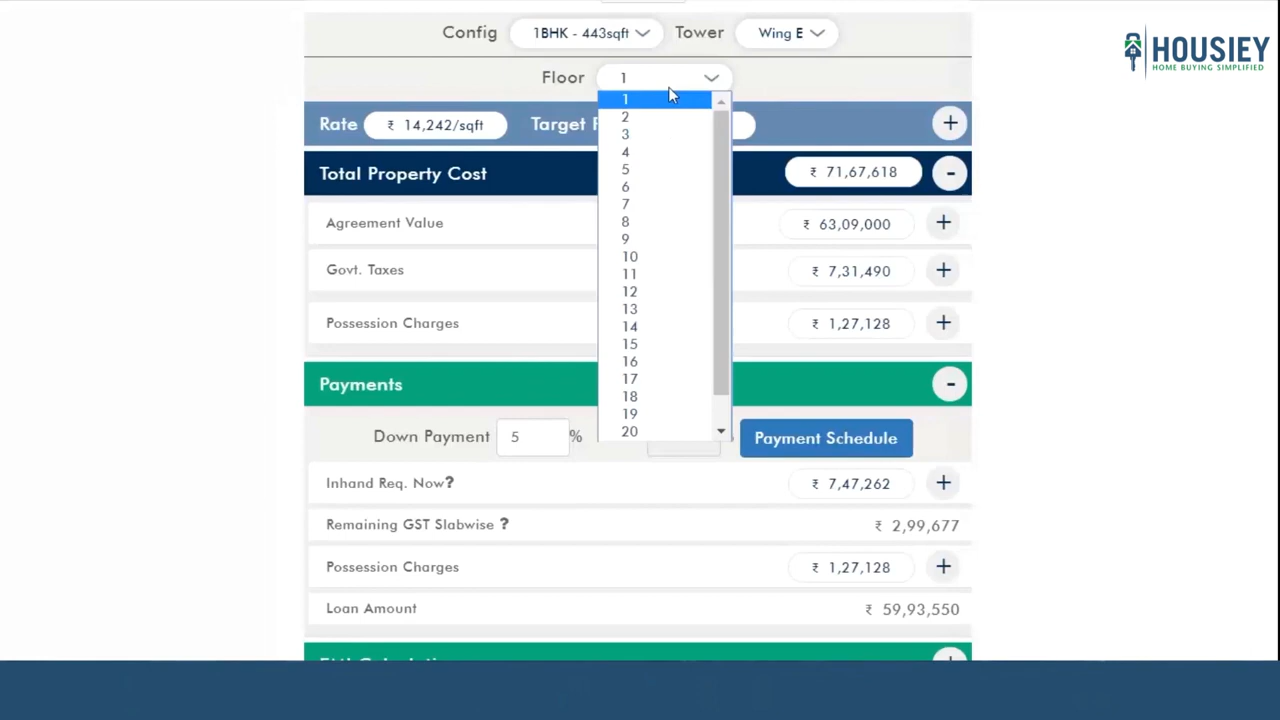 Config 1BHK - 443sqft Tower Wing E
HOUSIEY
HOME BUYING SIMPLIFIED
Floor 1
1
2
3
4
5
6
7
8
9
10
11
12
13
14
15
16
17
18
19
20
Rate ₹ 14,242/sqft Target +
Total Property Cost ₹ 71,67,618 -
Agreement Value ₹ 63,09,000 +
Govt. Taxes ₹ 7,31,490 +
Possession Charges ₹ 1,27,128 +
Payments -
Down Payment 5 % Payment Schedule
Inhand Req. Now? ₹ 7,47,262 +
Remaining GST Slabwise ? ₹ 2,99,677
Possession Charges ₹ 1,27,128 +
Loan Amount ₹ 59,93,550